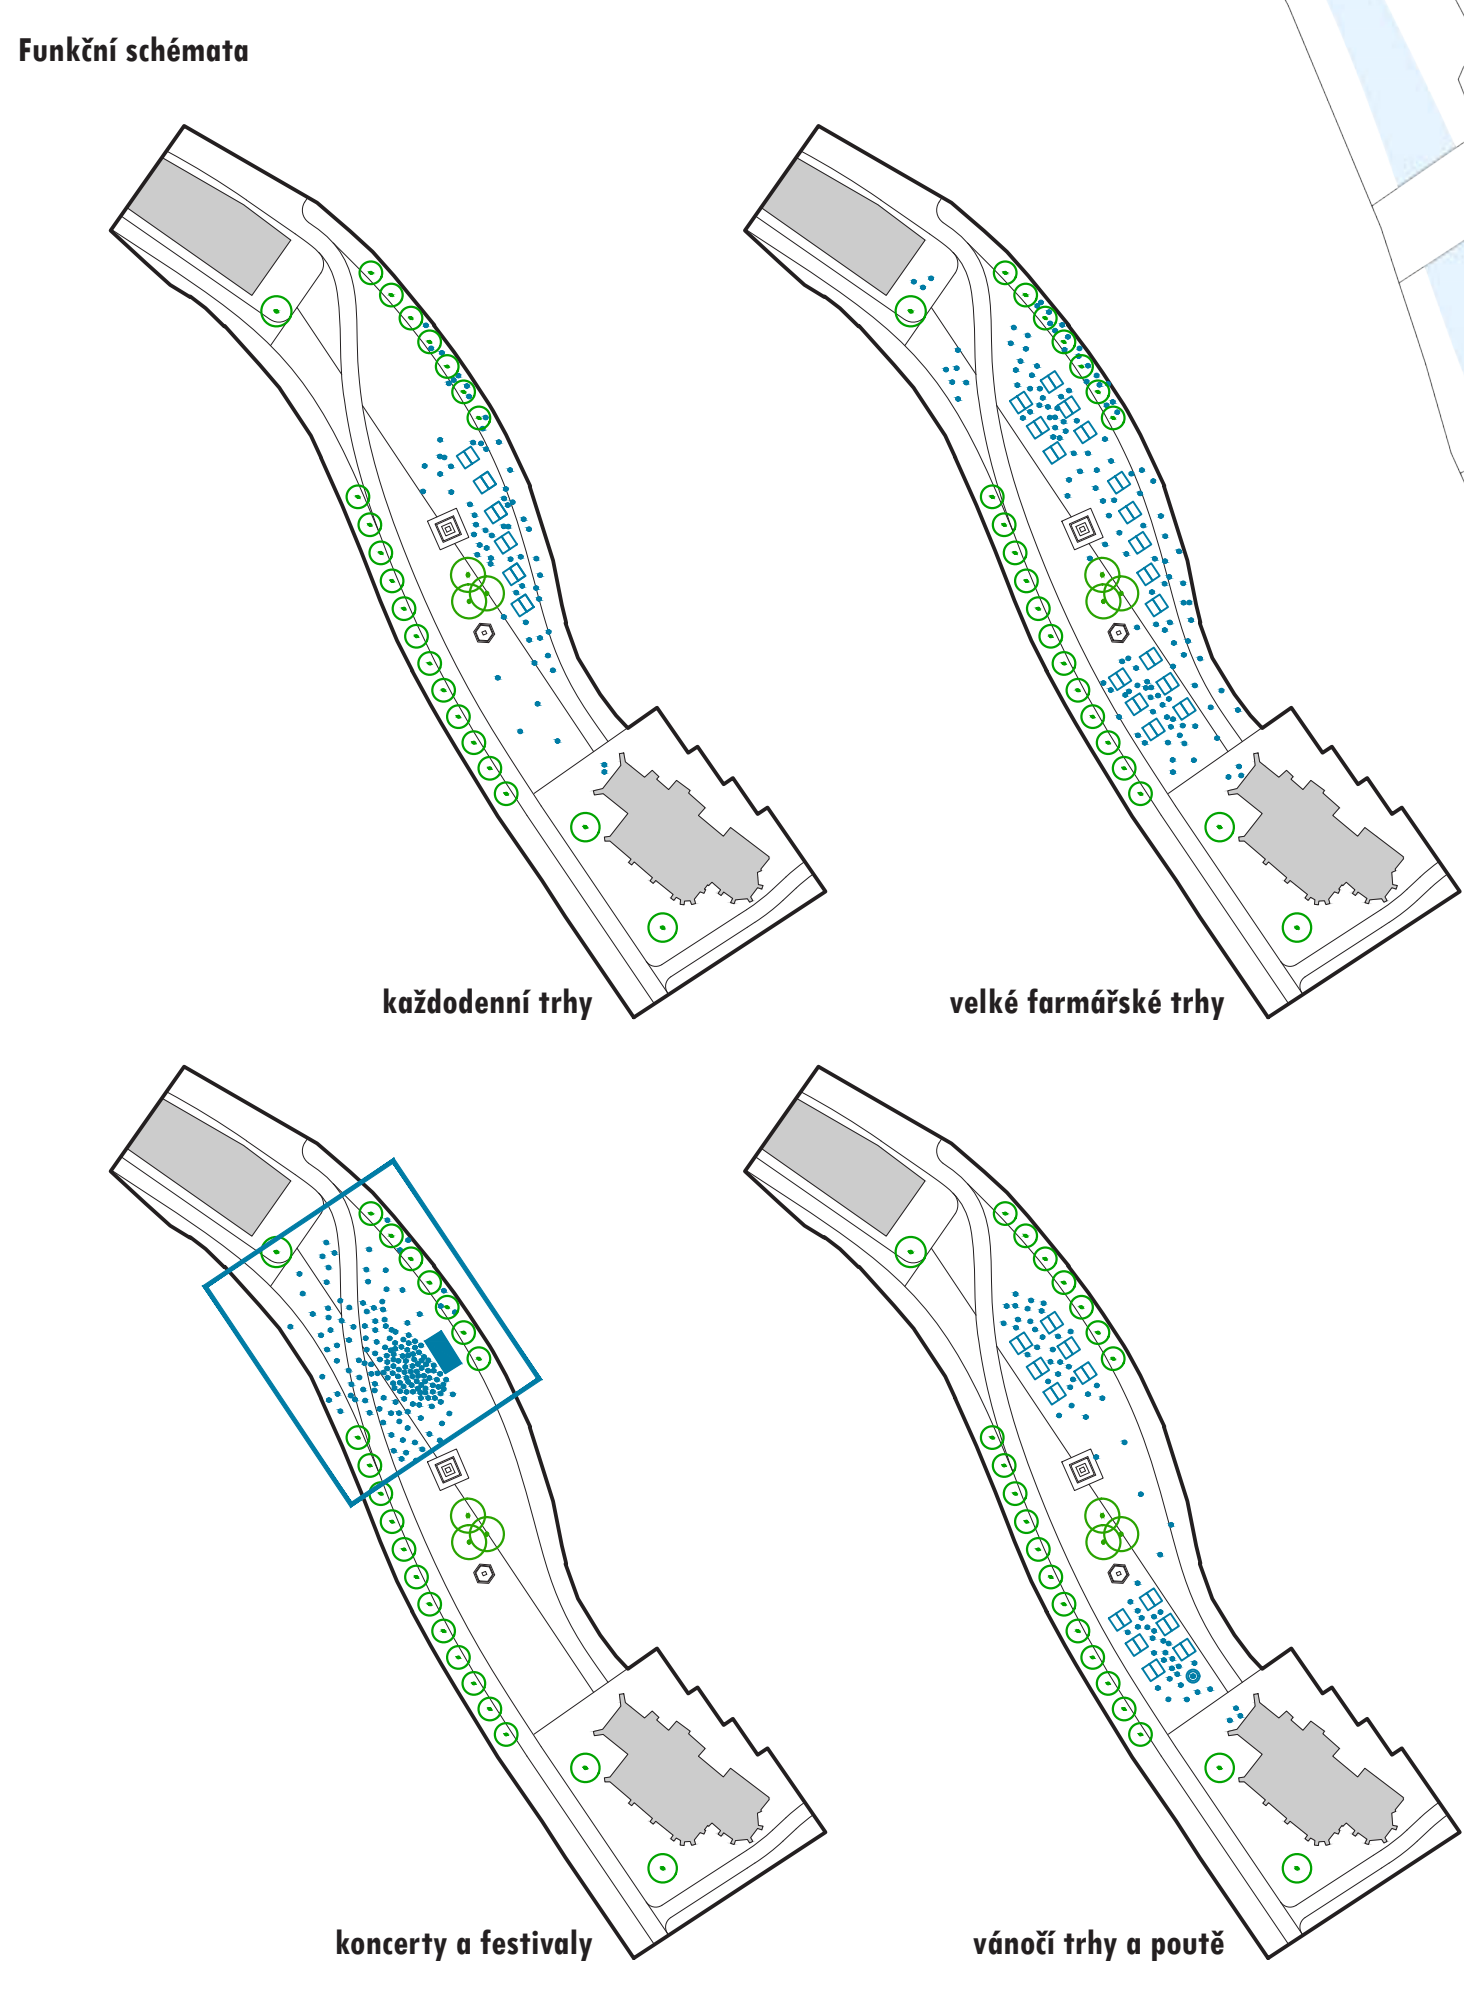 Funkční schémata
každodenní trhy
velké farmářské trhy
koncerty a festivaly
vánočí trhy a poutě